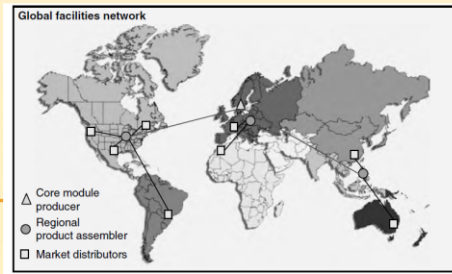 Global facilities network
Core module
producer
Regional
product assembler
Market distributors